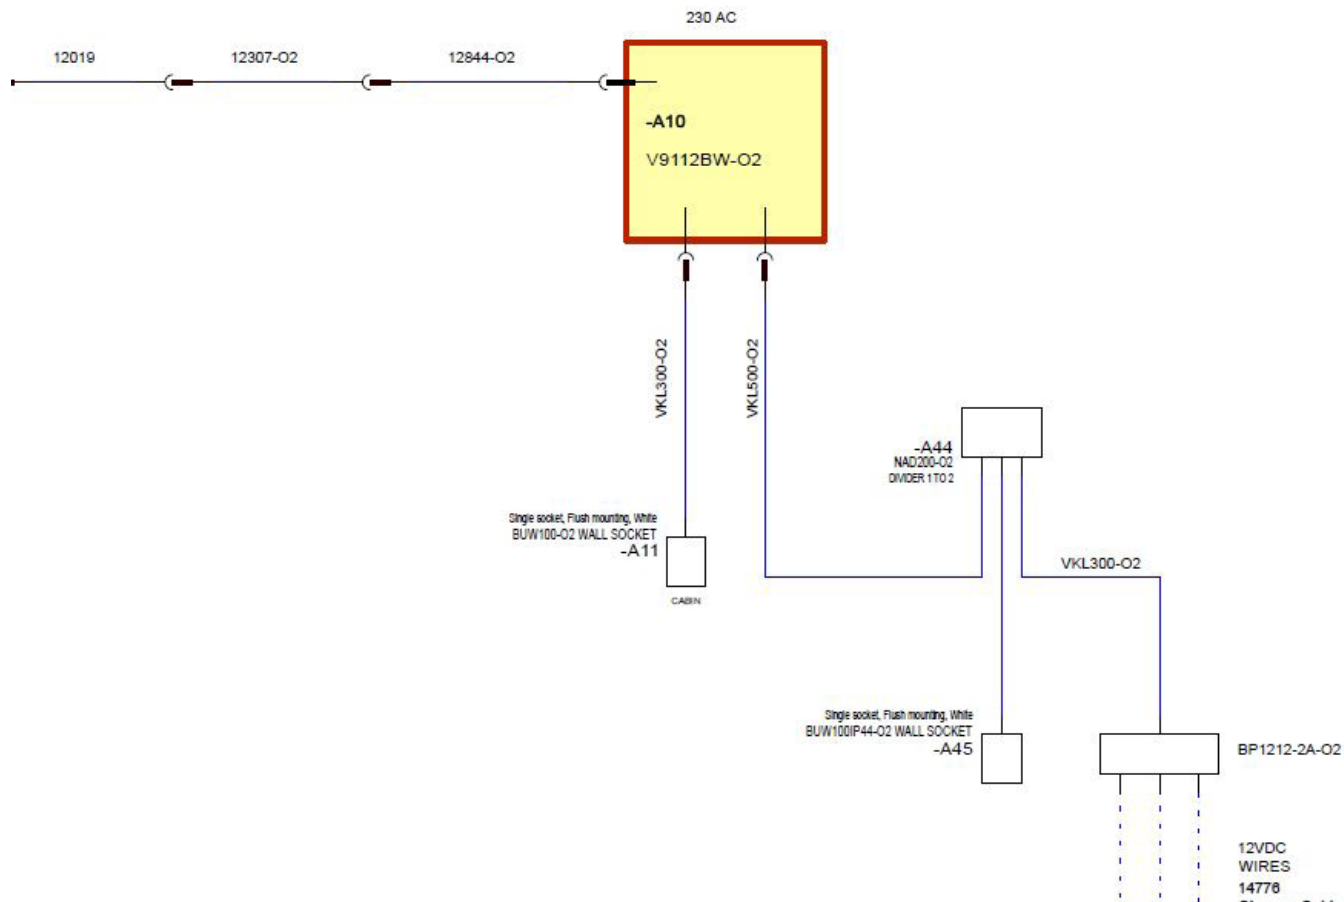 230 AC
12019
12307-O2
12844-O2
-A10
V9112BW-O2
VKL300-O2
VKL500-O2
-A44
NAD200-O2
DIVIDER 1 TO 2
Single socket, Flush mounting, White
BUW100-O2 WALL SOCKET
-A11
CABIN
VKL300-O2
Single socket, Flush mounting, White
BUW100IP44-O2 WALL SOCKET
-A45
BP1212-2A-O2
12VDC
WIRES
14776